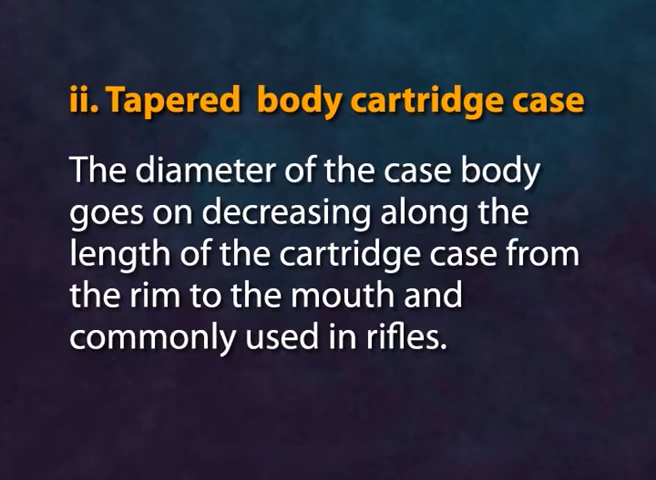 ii. Tapered body cartridge case
The diameter of the case body
goes on decreasing along the
length of the cartridge case from
the rim to the mouth and
commonly used in rifles.